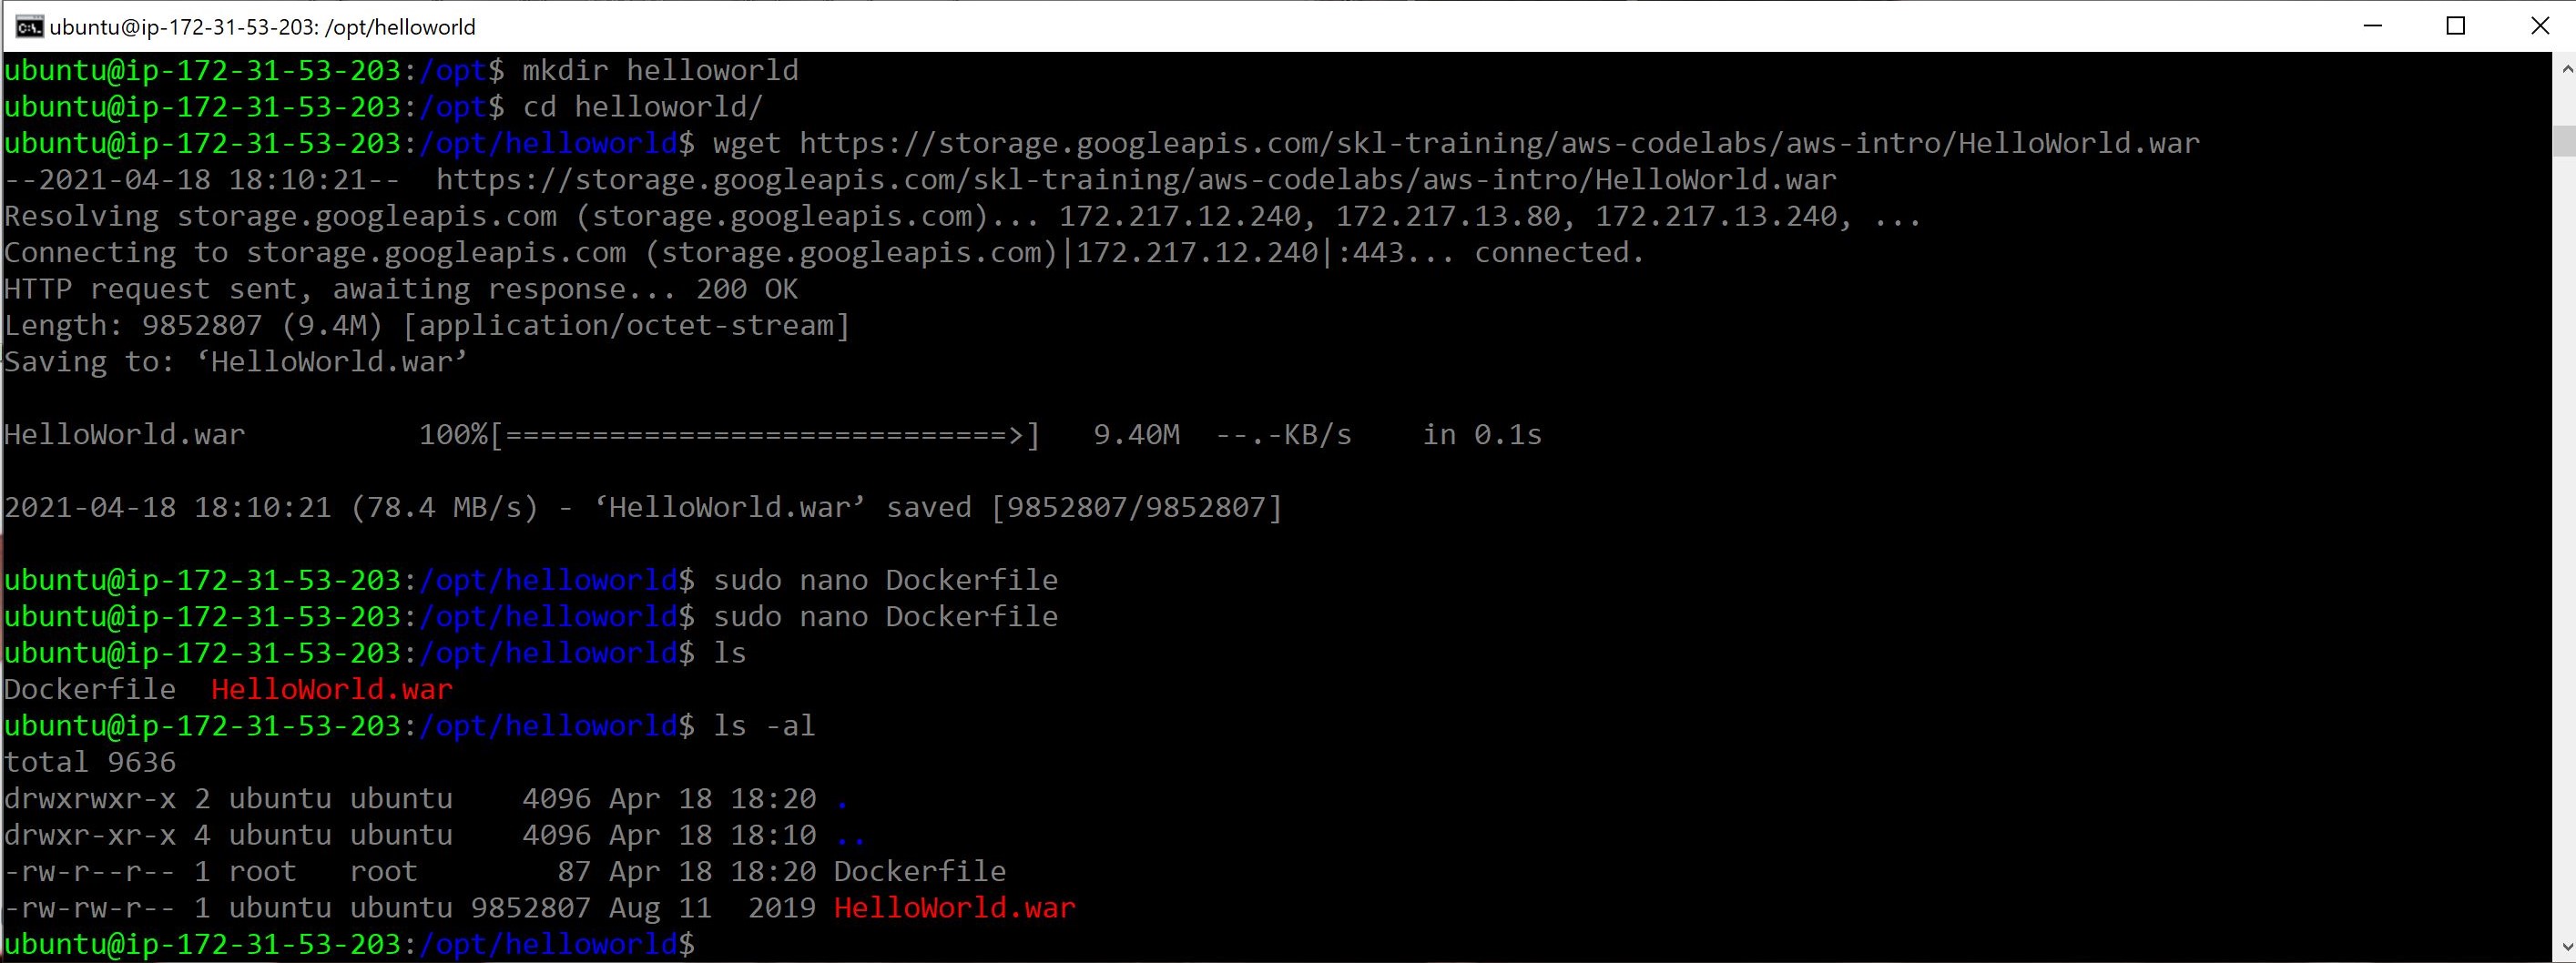 ubuntu@ip-172-31-53-203: /opt/helloworld
ubuntu@ip-172-31-53-203:/opt$ mkdir helloworld
ubuntu@ip-172-31-53-203:/opt$ cd helloworld/
ubuntu@ip-172-31-53-203:/opt/helloworld$ wget https://storage.googleapis.com/skl-training/aws-codelabs/aws-intro/HelloWorld.war
--2021-04-18 18:10:21--  https://storage.googleapis.com/skl-training/aws-codelabs/aws-intro/HelloWorld.war
Resolving storage.googleapis.com (storage.googleapis.com)... 172.217.12.240, 172.217.13.80, 172.217.13.240, ...
Connecting to storage.googleapis.com (storage.googleapis.com)|172.217.12.240|:443... connected.
HTTP request sent, awaiting response... 200 OK
Length: 9852807 (9.4M) [application/octet-stream]
Saving to: ‘HelloWorld.war’
HelloWorld.war          100%[=============================>]   9.40M  --.-KB/s    in 0.1s
2021-04-18 18:10:21 (78.4 MB/s) - ‘HelloWorld.war’ saved [9852807/9852807]
ubuntu@ip-172-31-53-203:/opt/helloworld$ sudo nano Dockerfile
ubuntu@ip-172-31-53-203:/opt/helloworld$ sudo nano Dockerfile
ubuntu@ip-172-31-53-203:/opt/helloworld$ ls
Dockerfile  HelloWorld.war
ubuntu@ip-172-31-53-203:/opt/helloworld$ ls -al
total 9636
drwxrwxr-x 2 ubuntu ubuntu    4096 Apr 18 18:20 .
drwxr-xr-x 4 ubuntu ubuntu    4096 Apr 18 18:10 ..
-rw-r--r-- 1 root   root        87 Apr 18 18:20 Dockerfile
-rw-rw-r-- 1 ubuntu ubuntu 9852807 Aug 11  2019 HelloWorld.war
ubuntu@ip-172-31-53-203:/opt/helloworld$